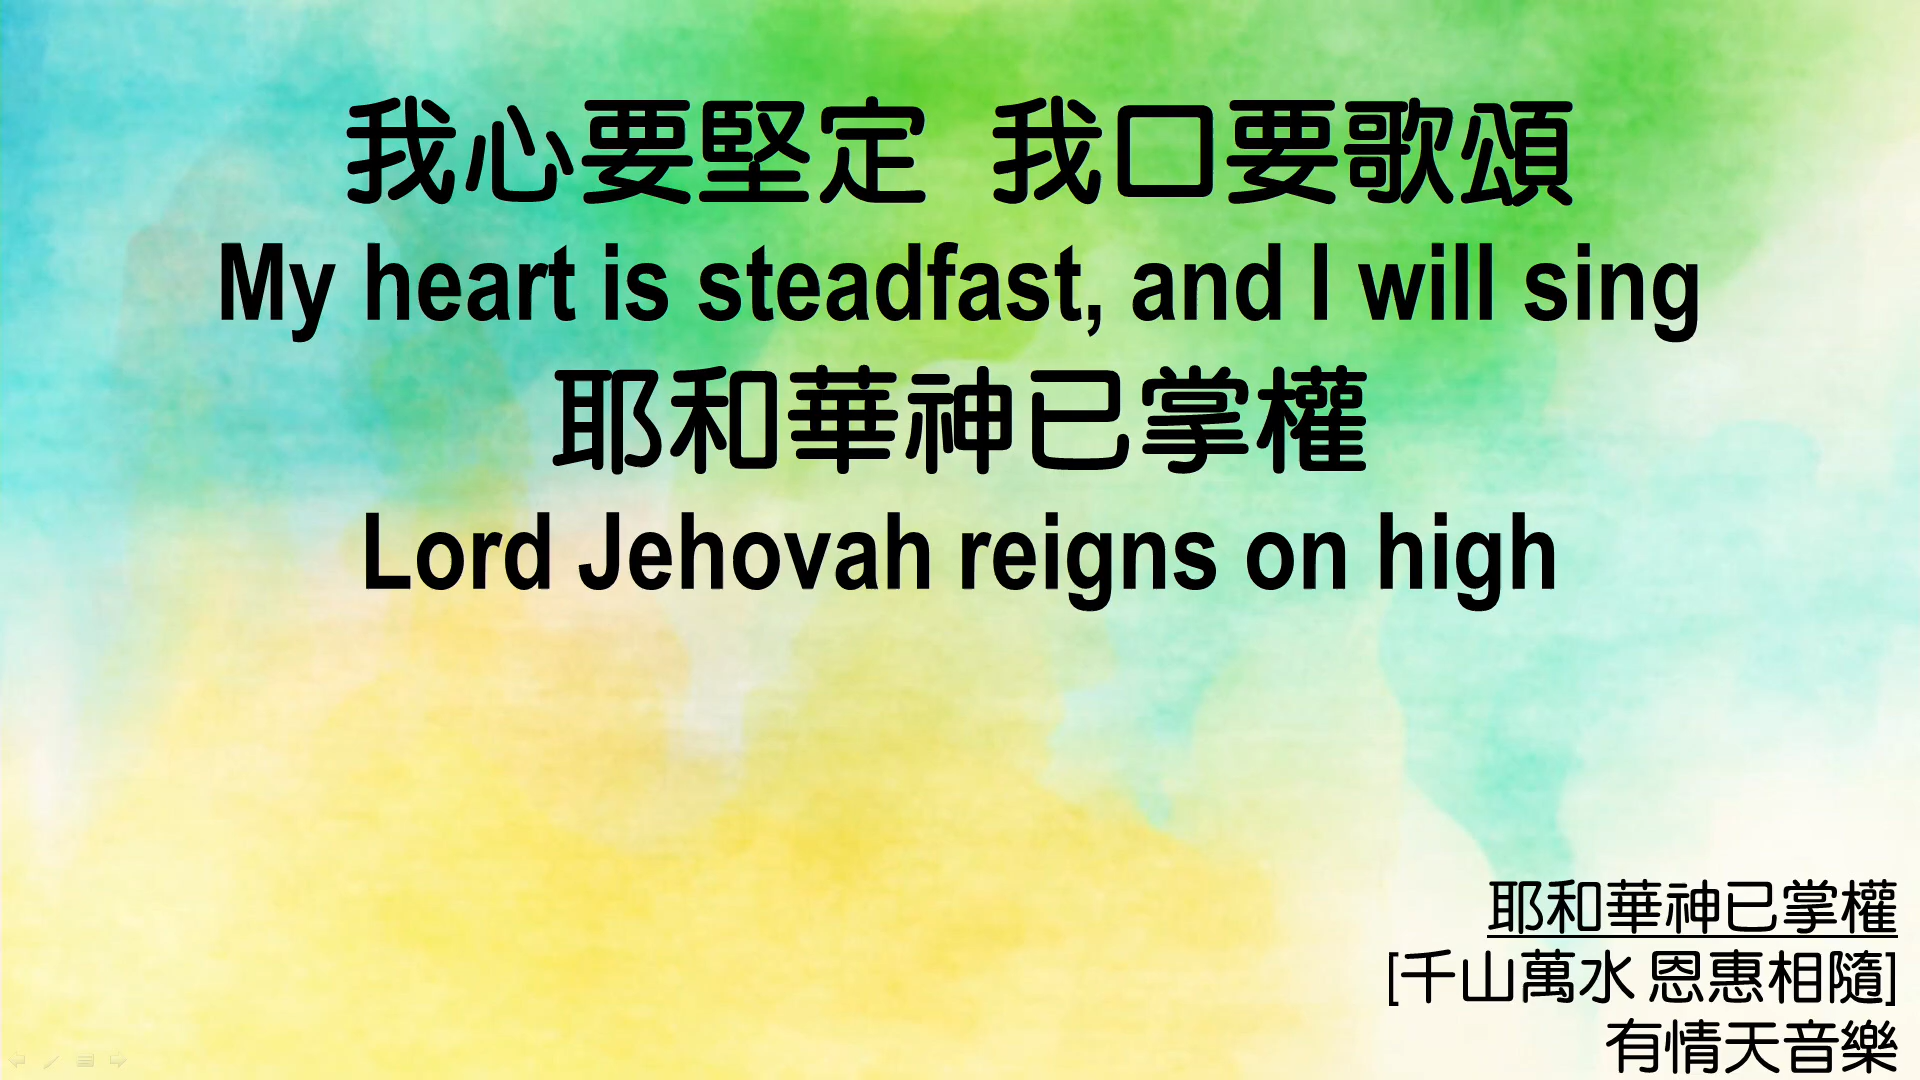 我心要堅定 我口要歌頌
My heart is steadfast, and I will sing
耶和華神已掌權
Lord Jehovah reigns on high
耶和華神已掌權
[千山萬水 恩惠相隨]
有情天音樂